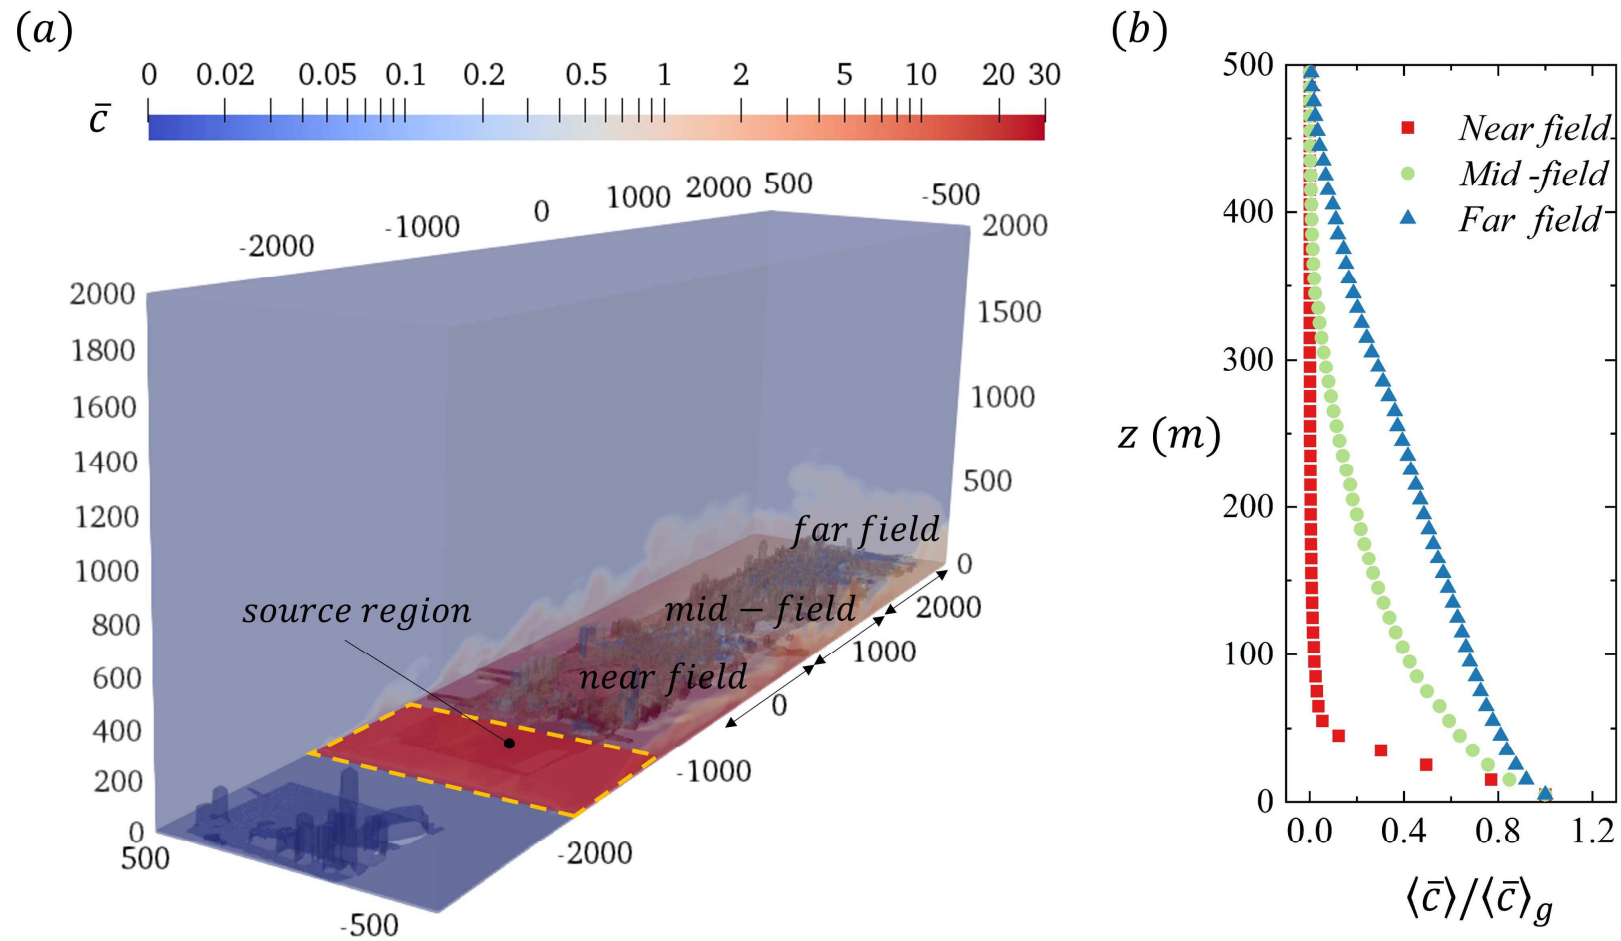 (a)
0 0.02 0.05 0.1 0.2 0.5 1 2 5 10 20 30
c̄
-2000 -1000 0 1000 2000 500 -500
2000
1800
1600
1400
1200
1000
800
600
400
200
0
2000
1500
1000
500
0
far field
mid − field
near field
source region
2000
1000
0
-1000
-2000
500
-500
(b)
500
400
300
200
100
0
z (m)
Near field
Mid -field
Far field
0.0 0.4 0.8 1.2
⟨c̄⟩/⟨c̄⟩g